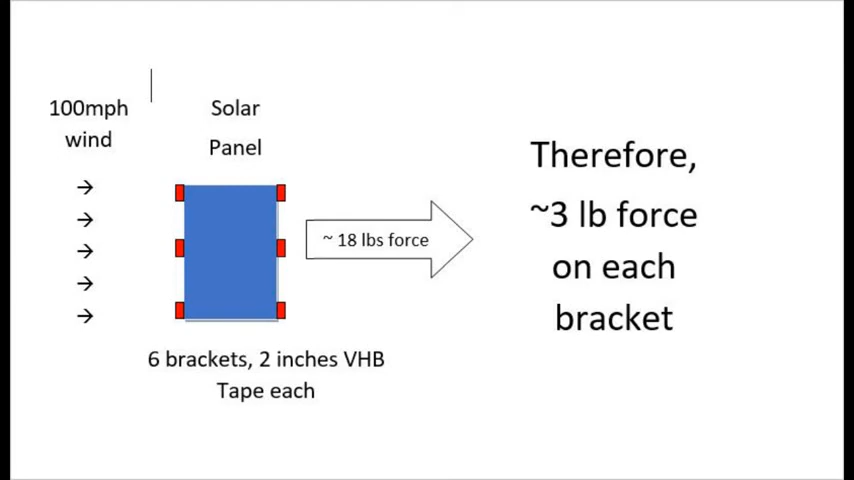 100mph
wind
Solar
Panel
~ 18 lbs force
6 brackets, 2 inches VHB
Tape each
Therefore,
~3 lb force
on each
bracket